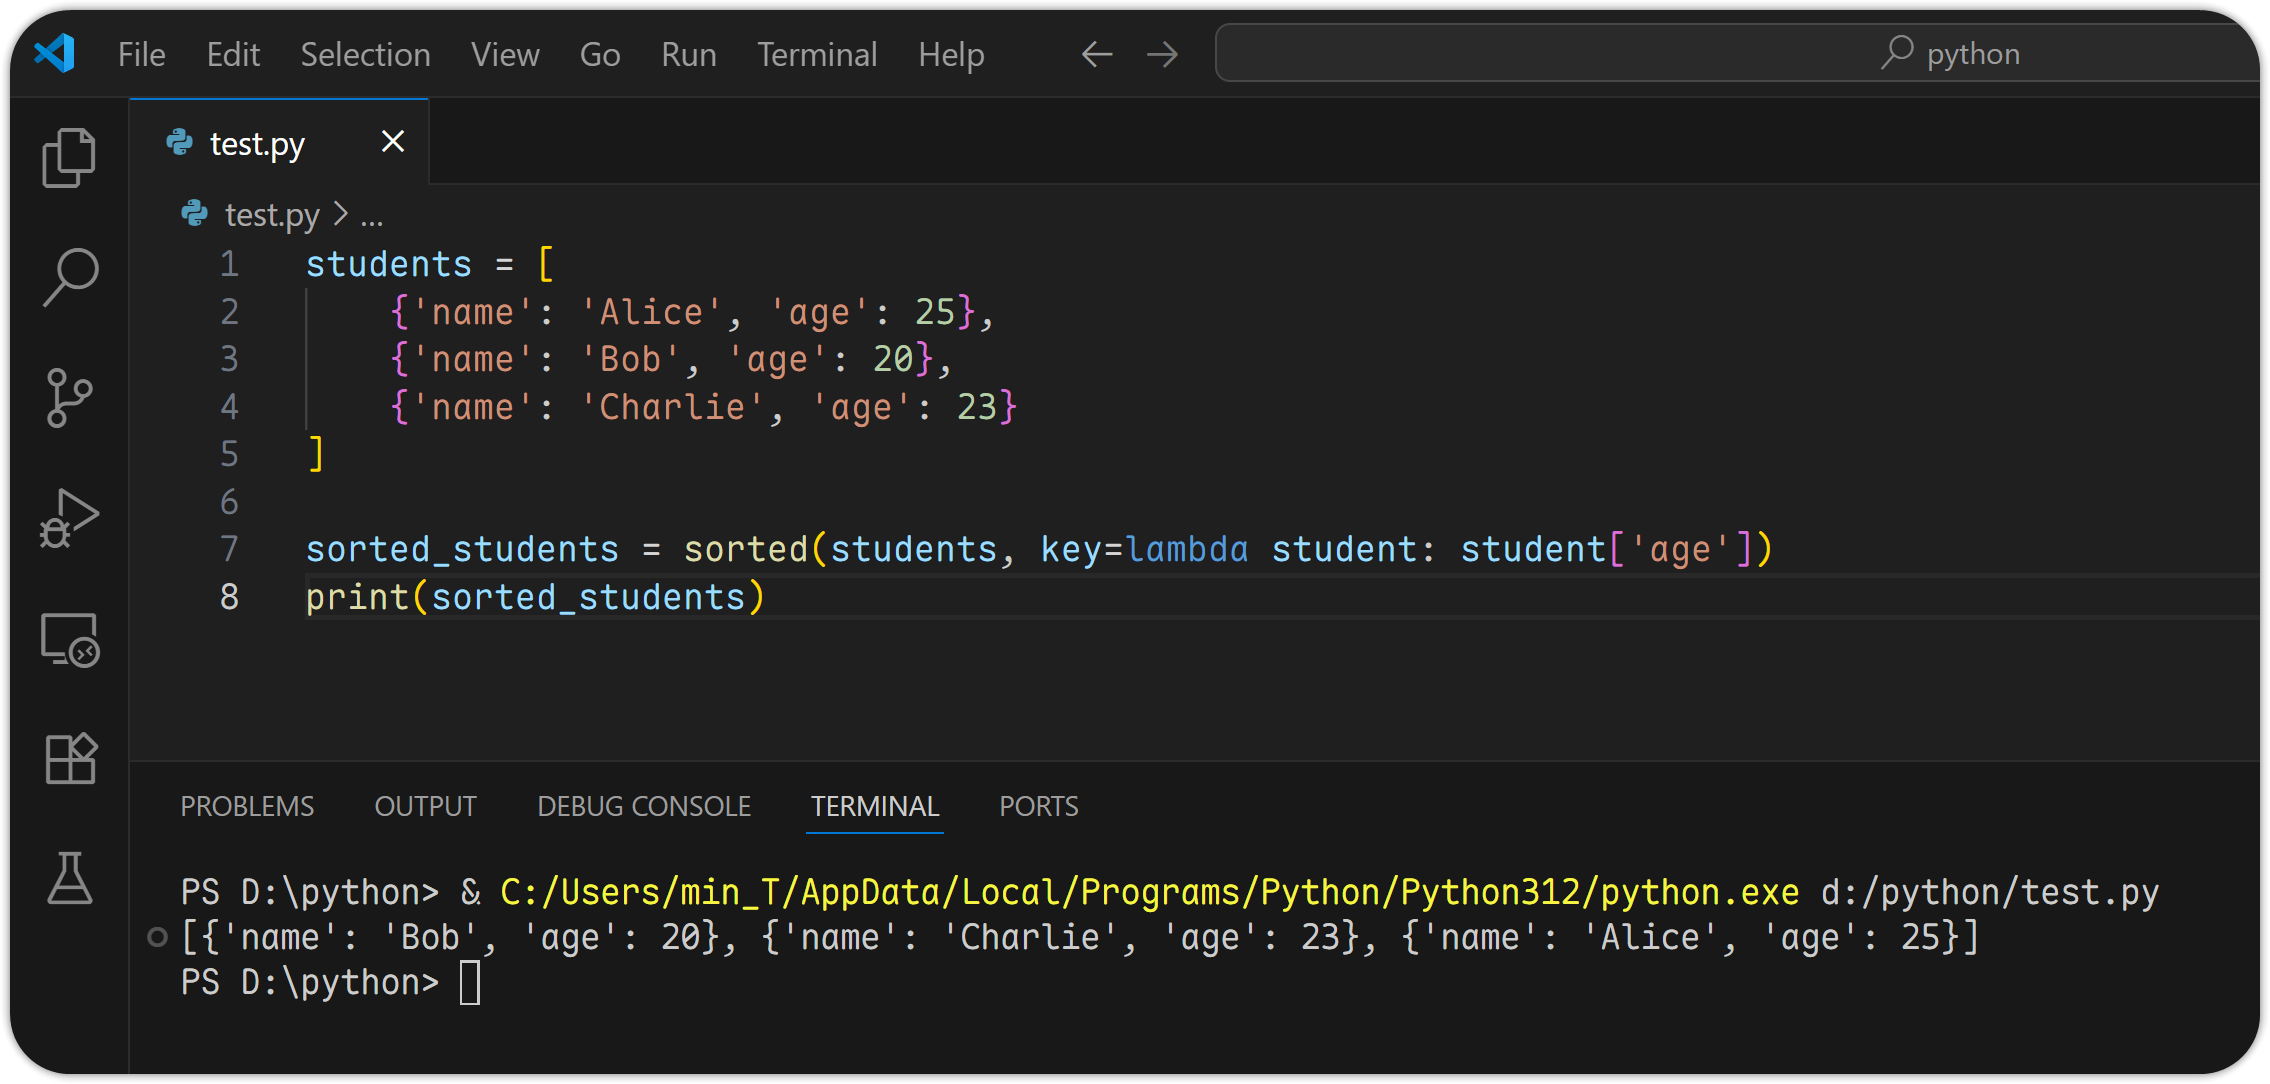 File Edit Selection View Go Run Terminal Help python
test.py
test.py > ...
1 students = [
2     {'name': 'Alice', 'age': 25},
3     {'name': 'Bob', 'age': 20},
4     {'name': 'Charlie', 'age': 23}
5 ]
6
7 sorted_students = sorted(students, key=lambda student: student['age'])
8 print(sorted_students)
PROBLEMS OUTPUT DEBUG CONSOLE TERMINAL PORTS
PS D:\python> & C:/Users/min_T/AppData/Local/Programs/Python/Python312/python.exe d:/python/test.py
[{'name': 'Bob', 'age': 20}, {'name': 'Charlie', 'age': 23}, {'name': 'Alice', 'age': 25}]
PS D:\python>